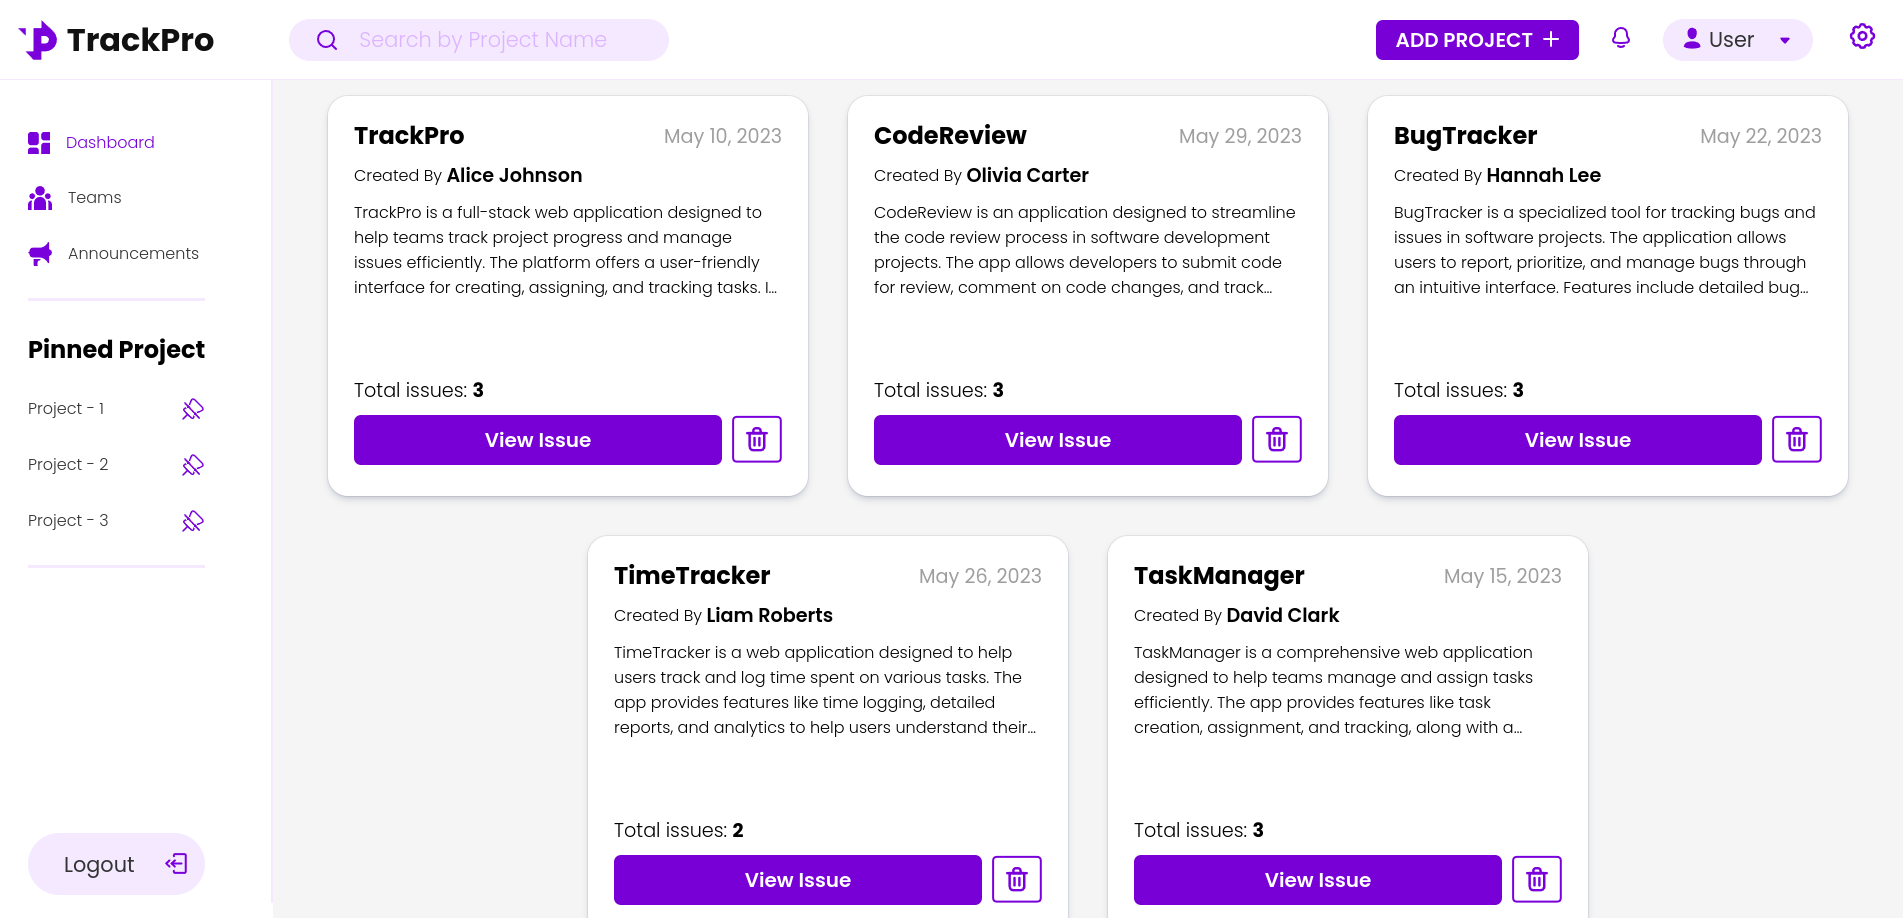 TrackPro
Search by Project Name
ADD PROJECT
User
Dashboard
Teams
Announcements
Pinned Project
Project - 1
Project - 2
Project - 3
Logout
TrackPro
May 10, 2023
Created By Alice Johnson
TrackPro is a full-stack web application designed to
help teams track project progress and manage
issues efficiently. The platform offers a user-friendly
interface for creating, assigning, and tracking tasks. I...
Total issues: 3
View Issue
CodeReview
May 29, 2023
Created By Olivia Carter
CodeReview is an application designed to streamline
the code review process in software development
projects. The app allows developers to submit code
for review, comment on code changes, and track...
Total issues: 3
View Issue
BugTracker
May 22, 2023
Created By Hannah Lee
BugTracker is a specialized tool for tracking bugs and
issues in software projects. The application allows
users to report, prioritize, and manage bugs through
an intuitive interface. Features include detailed bug...
Total issues: 3
View Issue
TimeTracker
May 26, 2023
Created By Liam Roberts
TimeTracker is a web application designed to help
users track and log time spent on various tasks. The
app provides features like time logging, detailed
reports, and analytics to help users understand their...
Total issues: 2
View Issue
TaskManager
May 15, 2023
Created By David Clark
TaskManager is a comprehensive web application
designed to help teams manage and assign tasks
efficiently. The app provides features like task
creation, assignment, and tracking, along with a...
Total issues: 3
View Issue